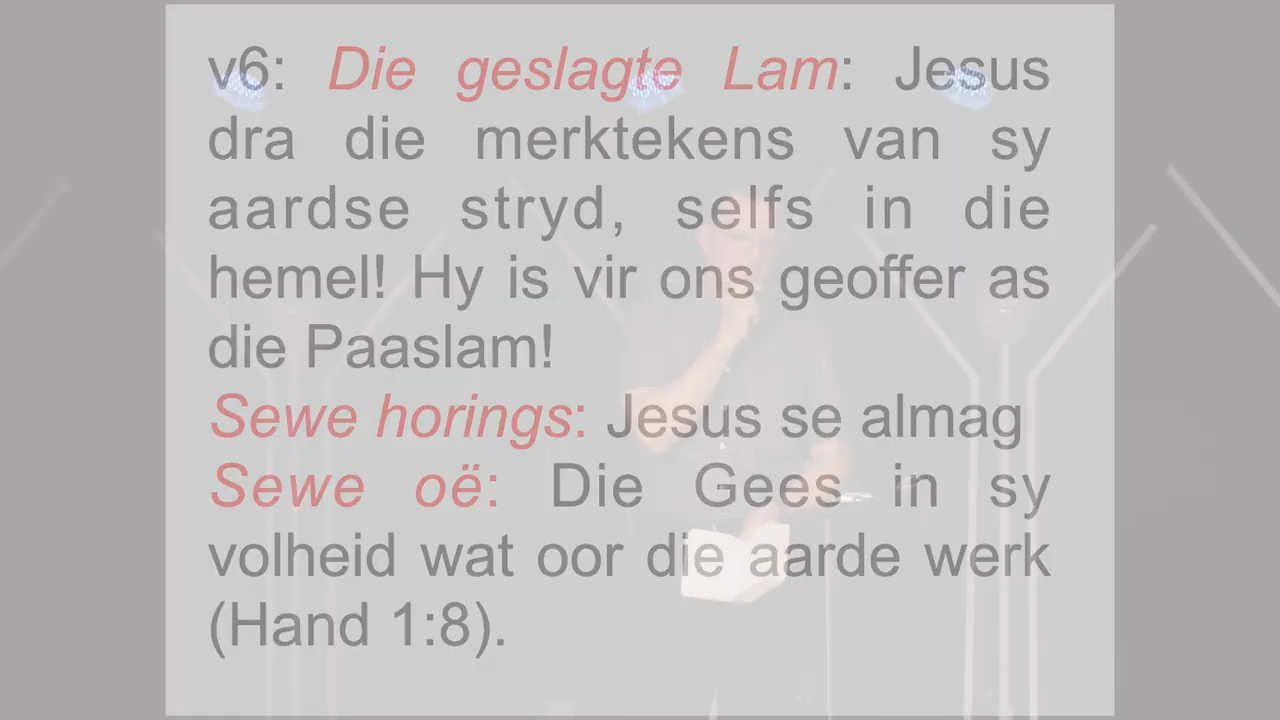 v6: Die geslagte Lam: Jesus
dra die merktekens van sy
aardse stryd, selfs in die
hemel! Hy is vir ons geoffer as
die Paaslam!
Sewe horings: Jesus se almag
Sewe oë: Die Gees in sy
volheid wat oor die aarde werk
(Hand 1:8).